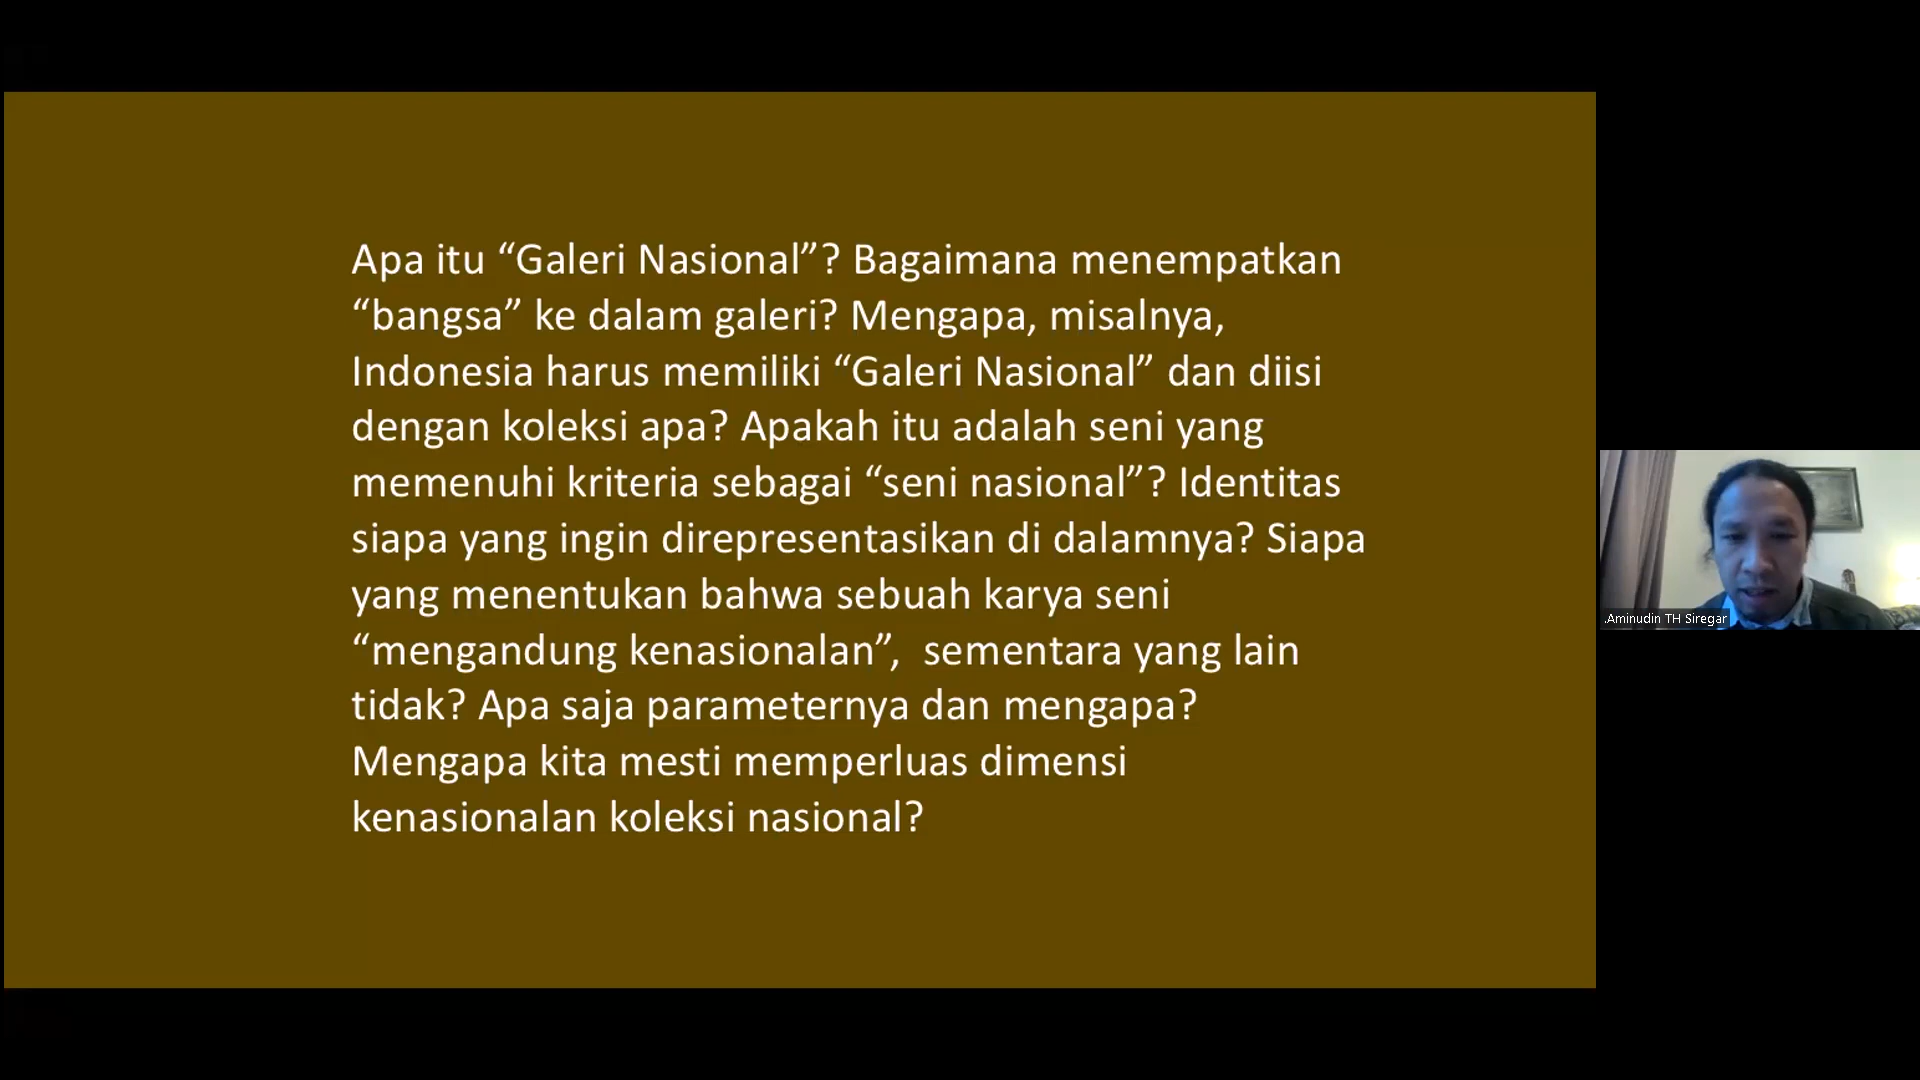 Apa itu “Galeri Nasional”? Bagaimana menempatkan
“bangsa” ke dalam galeri? Mengapa, misalnya,
Indonesia harus memiliki “Galeri Nasional” dan diisi
dengan koleksi apa? Apakah itu adalah seni yang
memenuhi kriteria sebagai “seni nasional”? Identitas
siapa yang ingin direpresentasikan di dalamnya? Siapa
yang menentukan bahwa sebuah karya seni
“mengandung kenasionalan”,  sementara yang lain
tidak? Apa saja parameternya dan mengapa?
Mengapa kita mesti memperluas dimensi
kenasionalan koleksi nasional?
.Aminudin TH Siregar